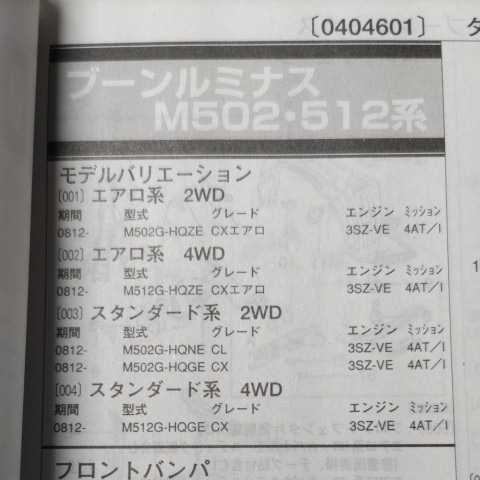 〔0404601〕
ブーンルミナス
M502・512系
モデルバリエーション
〔001〕エアロ系 2WD
期間 型式 グレード エンジン ミッション
0812- M502G-HQZE CXエアロ 3SZ-VE 4AT/I
〔002〕エアロ系 4WD
期間 型式 グレード エンジン ミッション
0812- M512G-HQZE CXエアロ 3SZ-VE 4AT/I
〔003〕スタンダード系 2WD
期間 型式 グレード エンジン ミッション
0812- M502G-HQNE CL 3SZ-VE 4AT/I
0812- M502G-HQGE CX 3SZ-VE 4AT/I
〔004〕スタンダード系 4WD
期間 型式 グレード エンジン ミッション
0812- M512G-HQGE CX 3SZ-VE 4AT/I
フロントバンパ